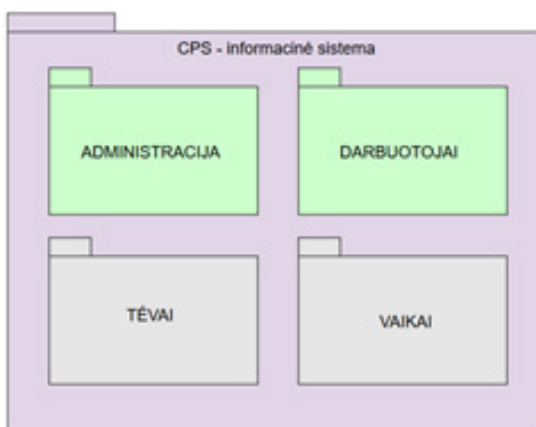 CPS - informacinė sistema
ADMINISTRACIJA
DARBUOTOJAI
TĖVAI
VAIKAI